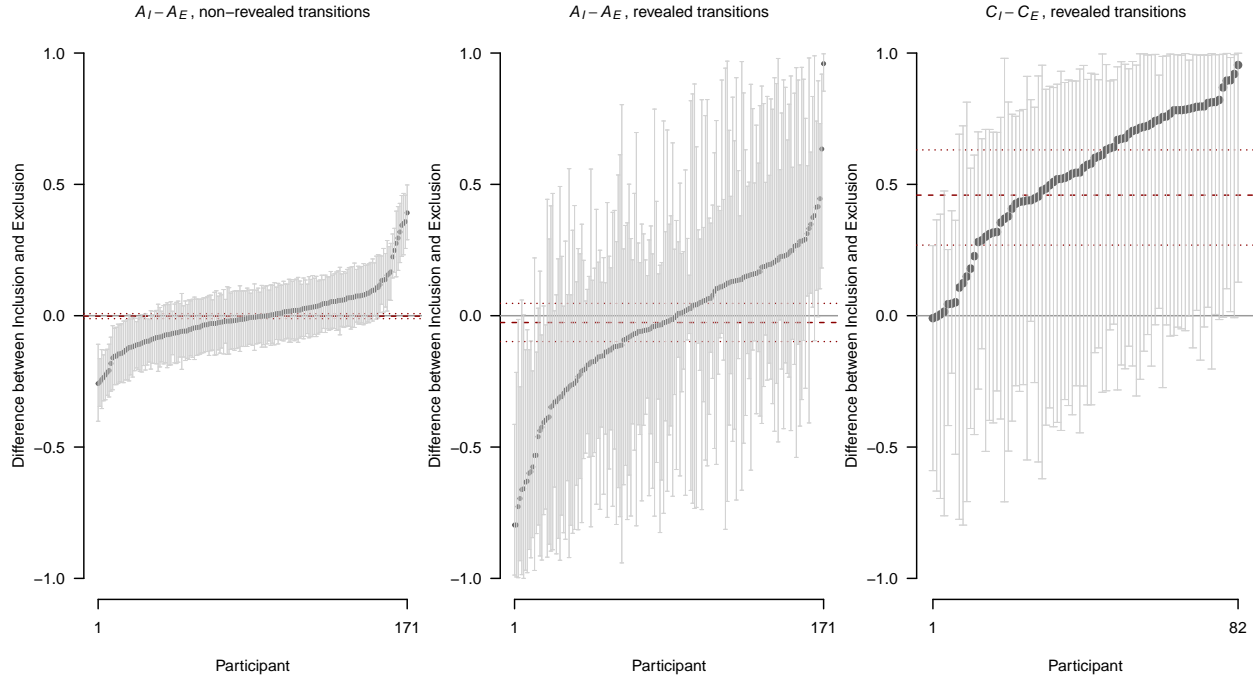 A_I − A_E , non−revealed transitions
Difference between Inclusion and Exclusion
1.0
0.5
0.0
−0.5
−1.0
1
171
Participant
A_I − A_E , revealed transitions
Difference between Inclusion and Exclusion
1.0
0.5
0.0
−0.5
−1.0
1
171
Participant
C_I − C_E , revealed transitions
Difference between Inclusion and Exclusion
1.0
0.5
0.0
−0.5
−1.0
1
82
Participant